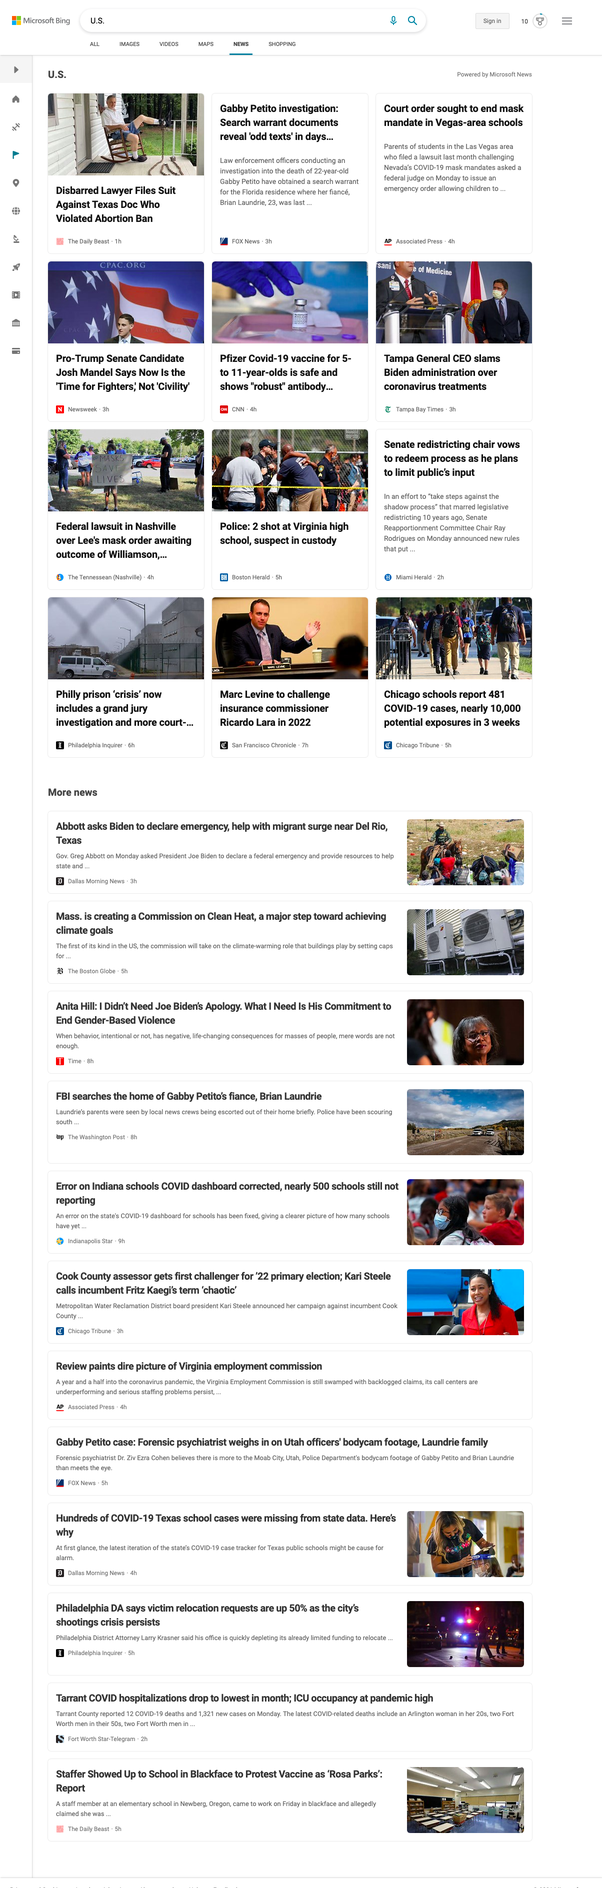 Microsoft Bing
U.S.
Sign in
10
ALL
IMAGES
VIDEOS
MAPS
NEWS
SHOPPING
U.S.
Powered by Microsoft News
Disbarred Lawyer Files Suit
Against Texas Doc Who
Violated Abortion Ban
The Daily Beast · 1h
Gabby Petito investigation:
Search warrant documents
reveal 'odd texts' in days...
Law enforcement officers conducting an
investigation into the death of 22-year-old
Gabby Petito have obtained a search warrant
for the Florida residence where her fiancé,
Brian Laundrie, 23, was last ...
FOX News · 3h
Court order sought to end mask
mandate in Vegas-area schools
Parents of students in the Las Vegas area
who filed a lawsuit last month challenging
Nevada's COVID-19 mask mandates asked a
federal judge on Monday to issue an
emergency order allowing children to ...
AP
Associated Press · 4h
CPAC.ORG
Pro-Trump Senate Candidate
Josh Mandel Says Now Is the
'Time for Fighters,' Not 'Civility'
Newsweek · 3h
Pfizer Covid-19 vaccine for 5-
to 11-year-olds is safe and
shows "robust" antibody...
CNN · 4h
of Medicine
Tampa General CEO slams
Biden administration over
coronavirus treatments
Tampa Bay Times · 3h
Federal lawsuit in Nashville
over Lee's mask order awaiting
outcome of Williamson,...
The Tennessean (Nashville) · 4h
Police: 2 shot at Virginia high
school, suspect in custody
Boston Herald · 5h
Senate redistricting chair vows
to redeem process as he plans
to limit public's input
In an effort to "take steps against the
shadow process" that marred legislative
redistricting 10 years ago, Senate
Reapportionment Committee Chair Ray
Rodrigues on Monday announced new rules
that put ...
Miami Herald · 2h
Philly prison 'crisis' now
includes a grand jury
investigation and more court-...
Philadelphia Inquirer · 6h
MARC LEVINE
Marc Levine to challenge
insurance commissioner
Ricardo Lara in 2022
San Francisco Chronicle · 7h
Chicago schools report 481
COVID-19 cases, nearly 10,000
potential exposures in 3 weeks
Chicago Tribune · 5h
More news
Abbott asks Biden to declare emergency, help with migrant surge near Del Rio,
Texas
Gov. Greg Abbott on Monday asked President Joe Biden to declare a federal emergency and provide resources to help
state and ...
Dallas Morning News · 3h
Mass. is creating a Commission on Clean Heat, a major step toward achieving
climate goals
The first of its kind in the US, the commission will take on the climate-warming role that buildings play by setting caps
for ...
The Boston Globe · 5h
Anita Hill: I Didn't Need Joe Biden's Apology. What I Need Is His Commitment to
End Gender-Based Violence
When behavior, intentional or not, has negative, life-changing consequences for masses of people, mere words are not
enough.
Time · 8h
FBI searches the home of Gabby Petito's fiance, Brian Laundrie
Laundrie's parents were seen by local news crews being escorted out of their home briefly. Police have been scouring
south ...
The Washington Post · 8h
Error on Indiana schools COVID dashboard corrected, nearly 500 schools still not
reporting
An error on the state's COVID-19 dashboard for schools has been fixed, giving a clearer picture of how many schools
have yet ...
Indianapolis Star · 9h
Cook County assessor gets first challenger for '22 primary election; Kari Steele
calls incumbent Fritz Kaegi's term 'chaotic'
Metropolitan Water Reclamation District board president Kari Steele announced her campaign against incumbent Cook
County ...
Chicago Tribune · 3h
Review paints dire picture of Virginia employment commission
A year and a half into the coronavirus pandemic, the Virginia Employment Commission is still swamped with backlogged claims, its call centers are
underperforming and serious staffing problems persist, ...
AP
Associated Press · 4h
Gabby Petito case: Forensic psychiatrist weighs in on Utah officers' bodycam footage, Laundrie family
Forensic psychiatrist Dr. Ziv Ezra Cohen believes there is more to the Moab City, Utah, Police Department's bodycam footage of Gabby Petito and Brian Laundrie
than meets the eye.
FOX News · 5h
Hundreds of COVID-19 Texas school cases were missing from state data. Here's
why
At first glance, the latest iteration of the state's COVID-19 case tracker for Texas public schools might be cause for
alarm.
Dallas Morning News · 4h
Philadelphia DA says victim relocation requests are up 50% as the city's
shootings crisis persists
Philadelphia District Attorney Larry Krasner said his office is quickly depleting its already limited funding to relocate ...
Philadelphia Inquirer · 5h
Tarrant COVID hospitalizations drop to lowest in month; ICU occupancy at pandemic high
Tarrant County reported 12 COVID-19 deaths and 1,321 new cases on Monday. The latest COVID-related deaths include an Arlington woman in her 20s, two Fort
Worth men in their 50s, two Fort Worth men in ...
Fort Worth Star-Telegram · 2h
Staffer Showed Up to School in Blackface to Protest Vaccine as 'Rosa Parks':
Report
A staff member at an elementary school in Newberg, Oregon, came to work on Friday in blackface and allegedly
claimed she was ...
The Daily Beast · 5h